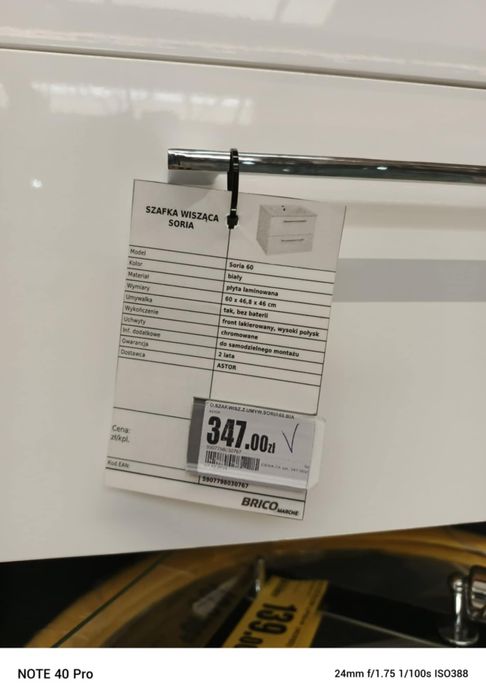 SZAFKA WISZĄCA
SORIA
Model Soria 60
Kolor biały
Materiał płyta laminowana
Wymiary 60 x 46,8 x 46 cm
Umywalka tak, bez baterii
Wykończenie front lakierowany, wysoki połysk
Uchwyty chromowane
Inf. dodatkowe do samodzielnego montażu
Gwarancja 2 lata
Dostawca ASTOR
Cena:
zł/kpl.
347.00zł
5907798030767
Kod EAN: 5907798030767
BRICO MARCHE
139.00
NOTE 40 Pro
24mm f/1.75 1/100s ISO388